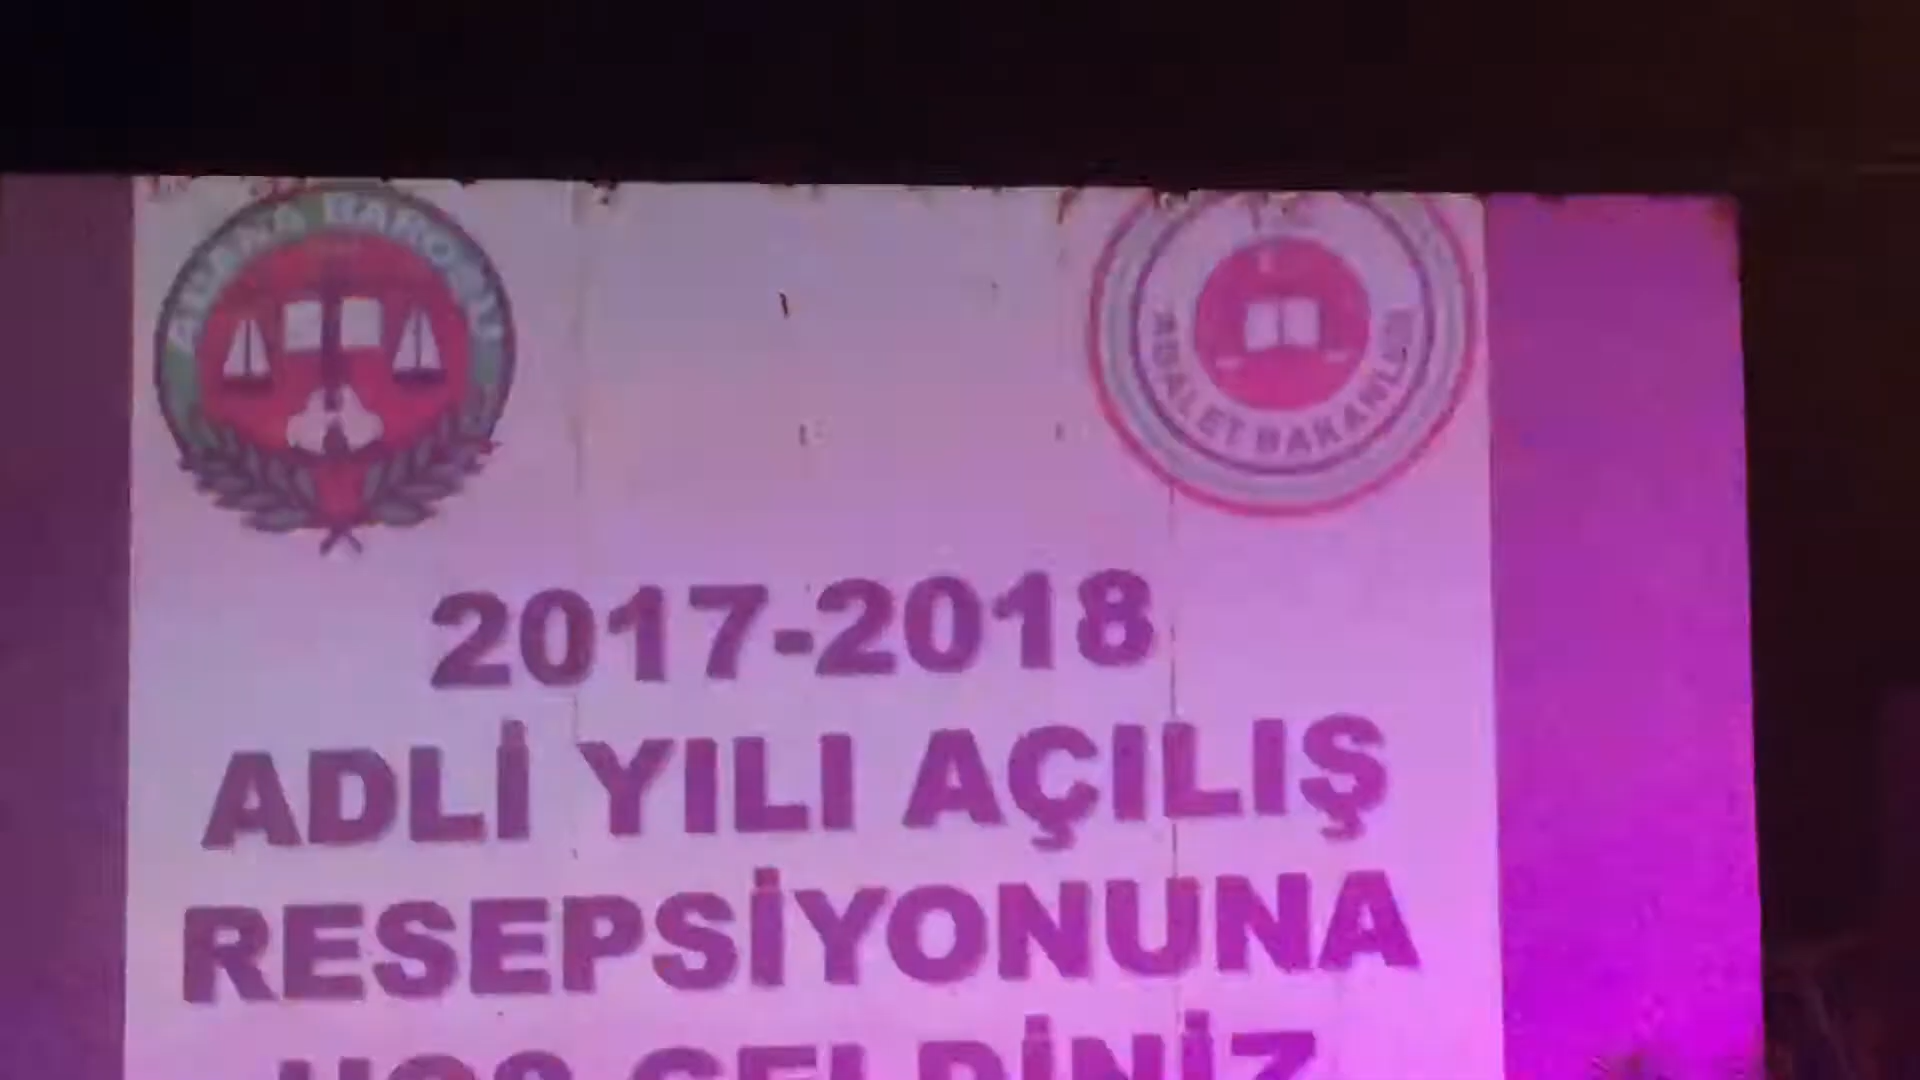 ADANA BAROSU
T.C.
ADALET BAKANLIĞI
2017-2018
ADLİ YILI AÇILIŞ
RESEPSİYONUNA
HOŞ GELDİNİZ